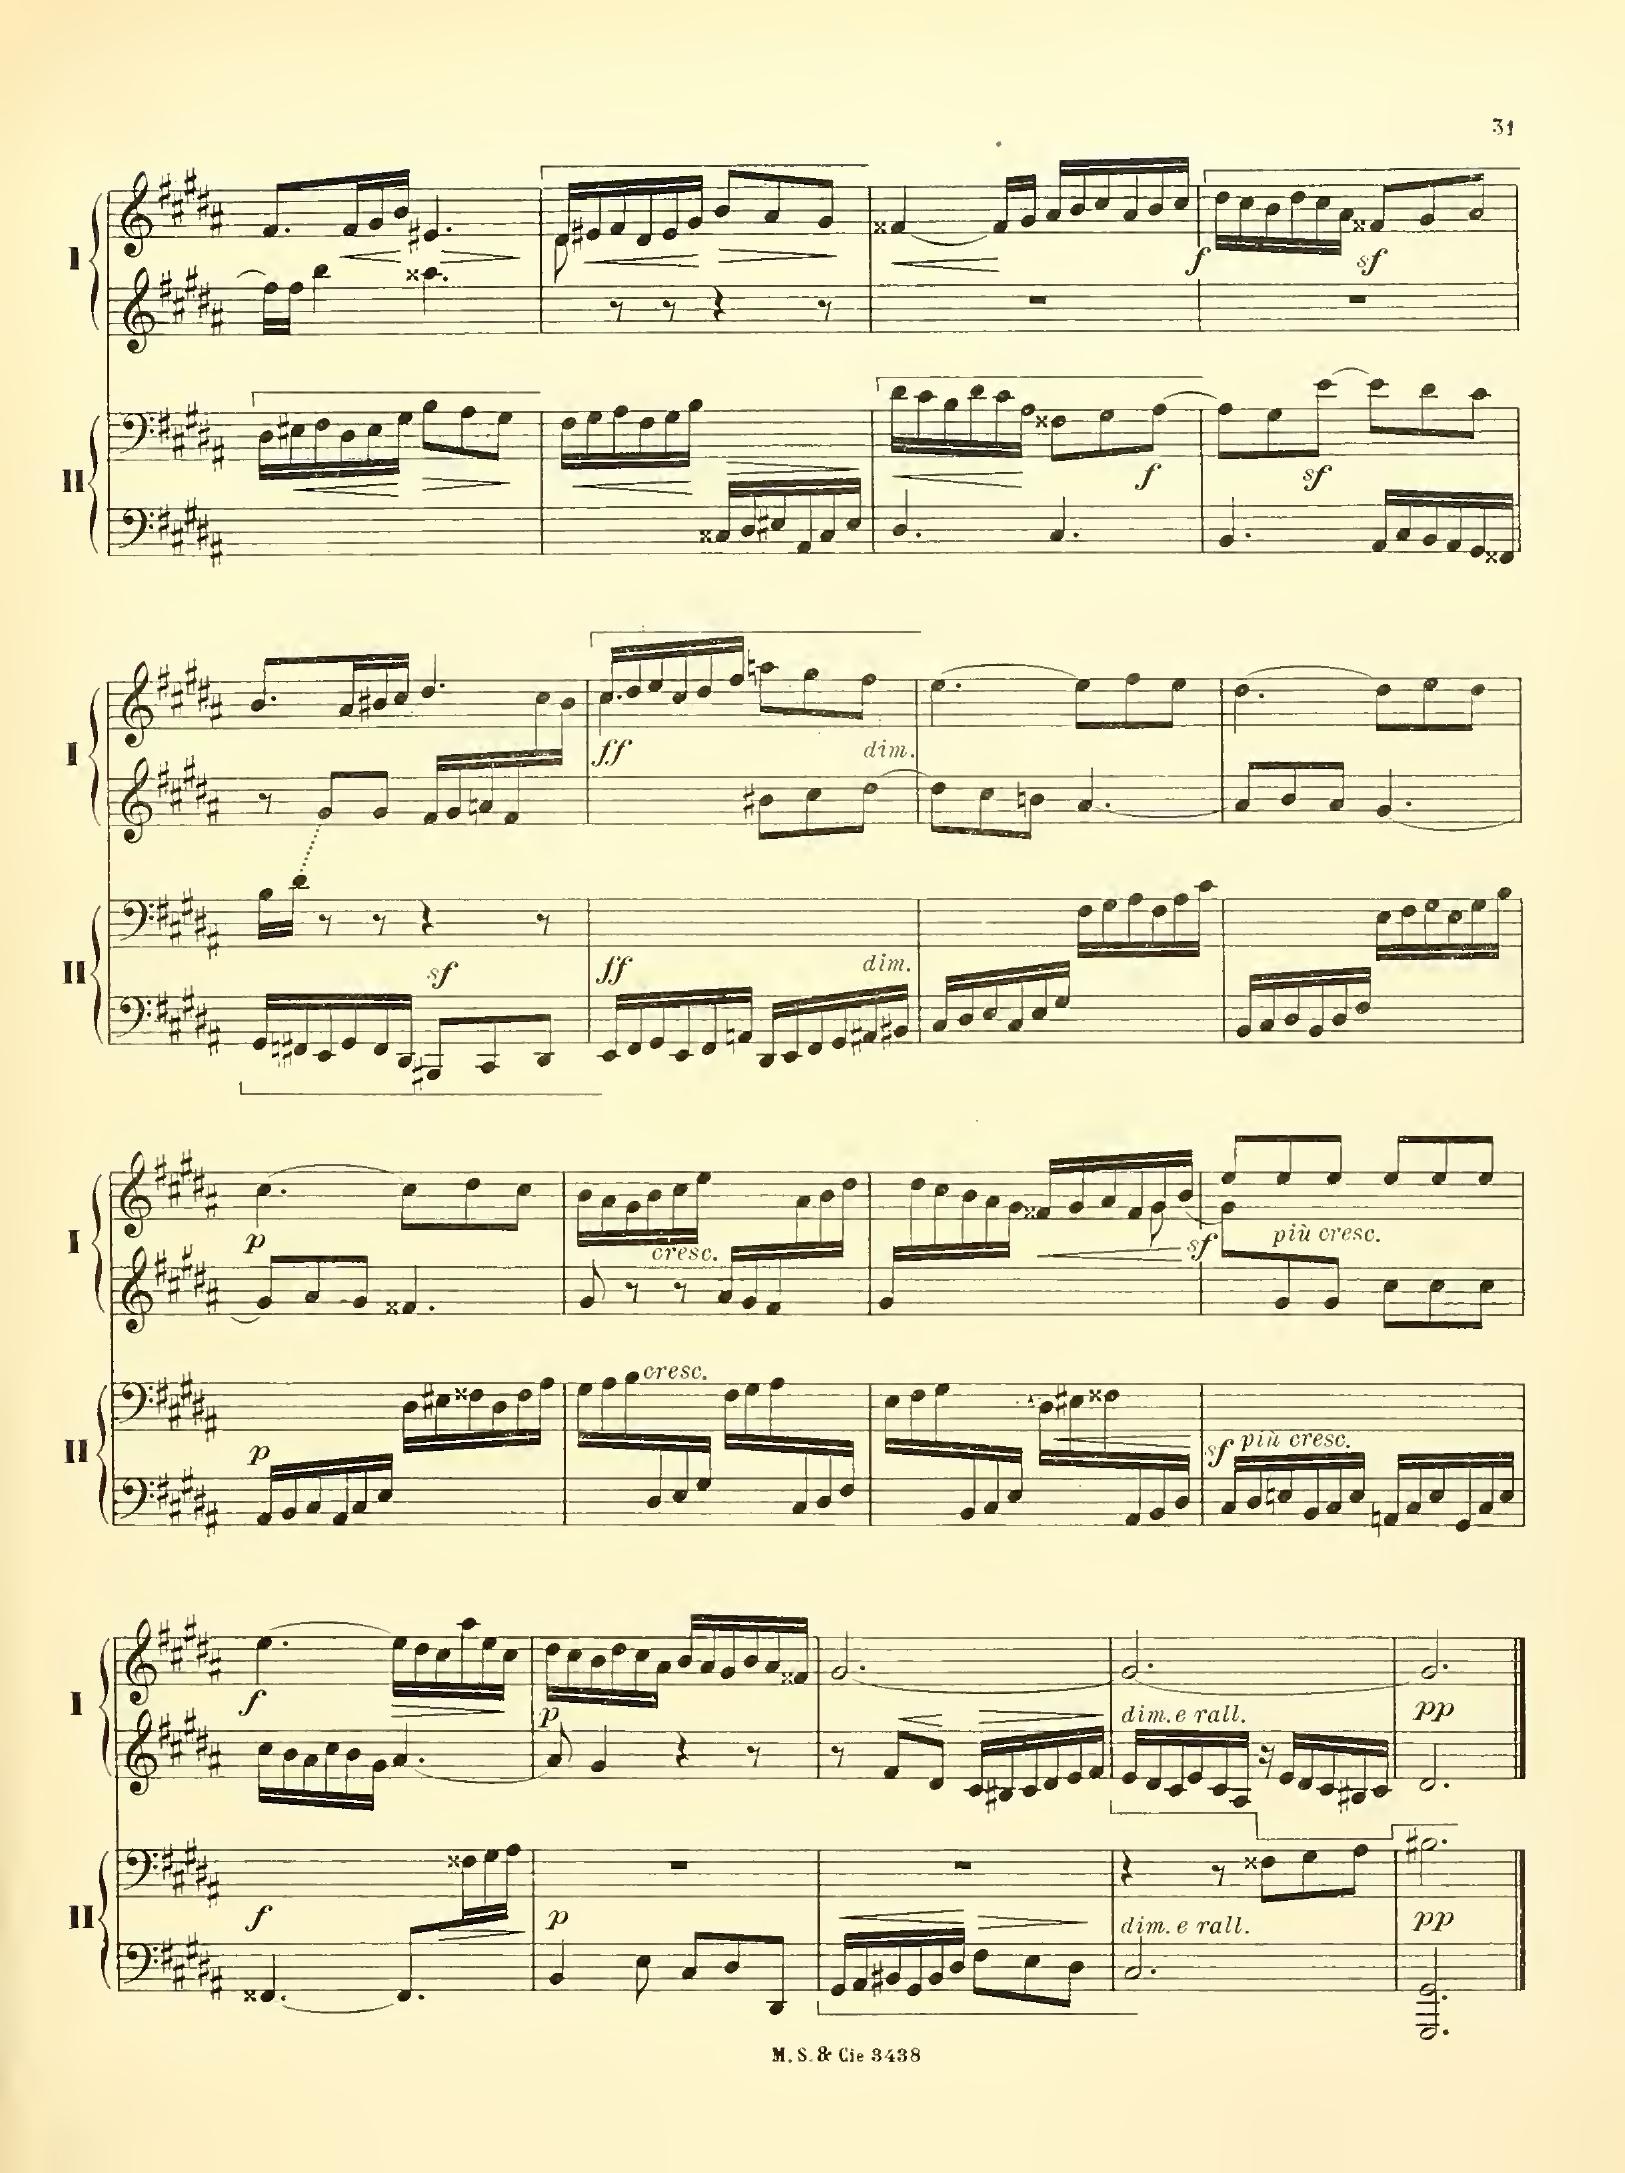 31
I
f
sf
II
f
sf
I
ff
dim.
II
sf
ff
dim.
I
p
cresc.
sf
più cresc.
II
p
cresc.
sf più cresc.
I
f
p
dim. e rall.
pp
II
f
p
dim. e rall.
pp
M. S. & Cie 3438